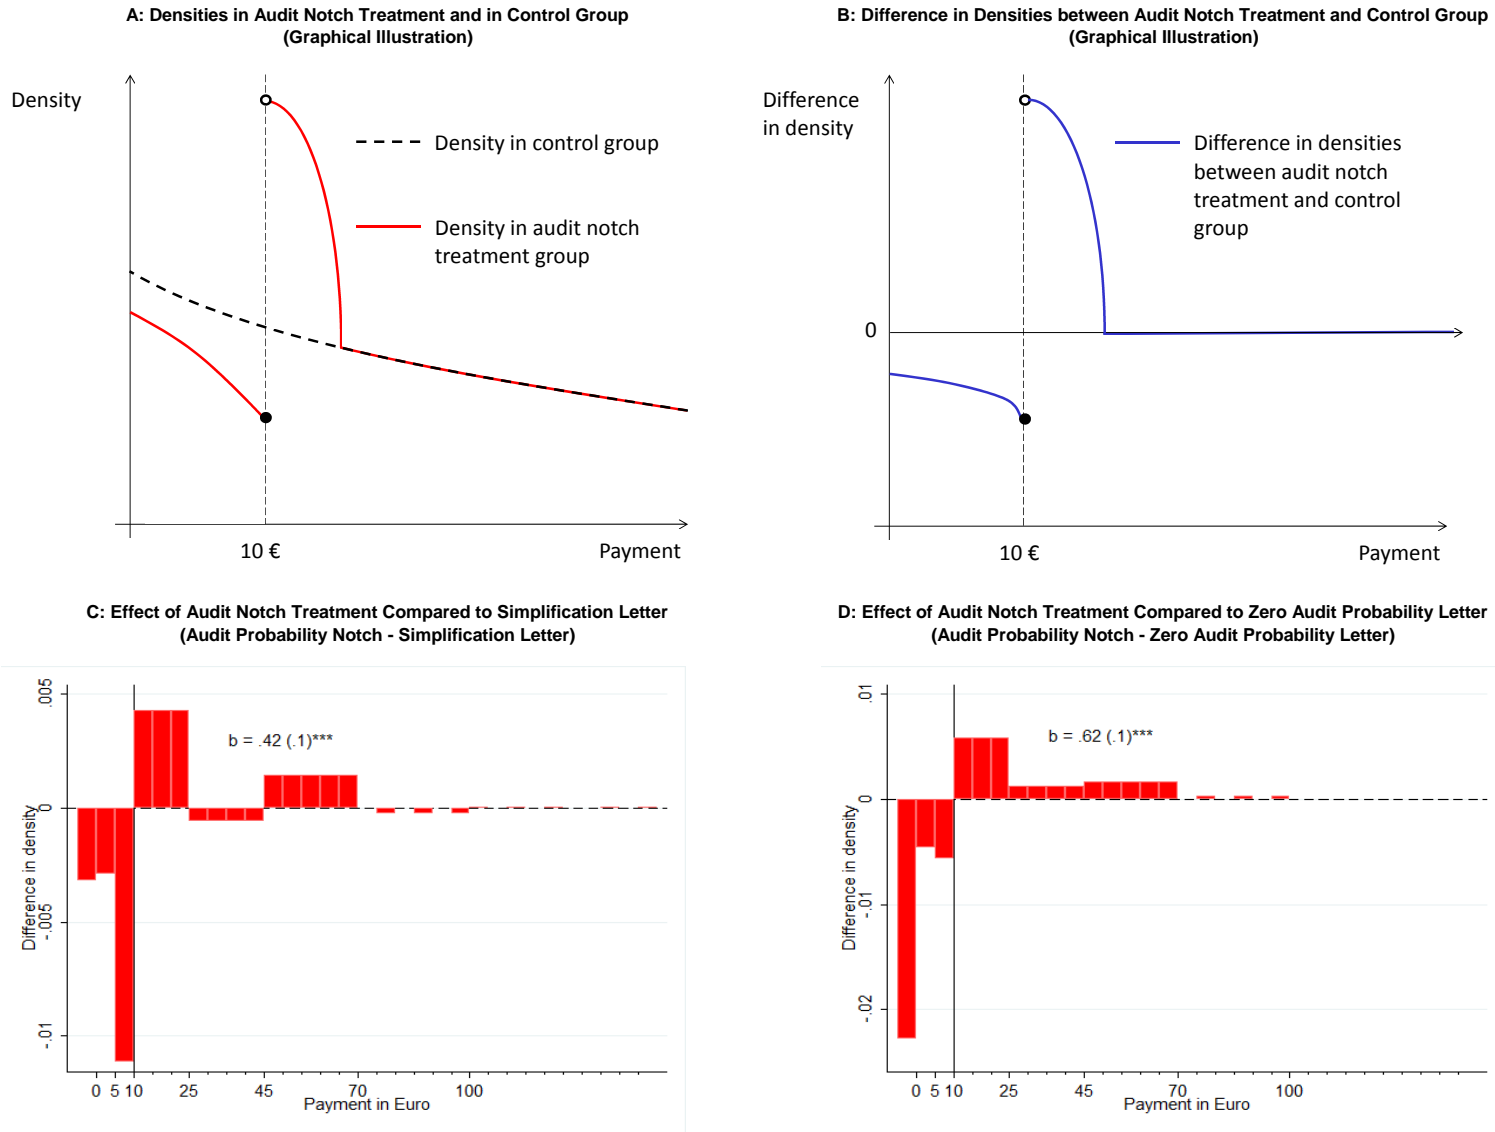 A: Densities in Audit Notch Treatment and in Control Group
(Graphical Illustration)
Density
Density in control group
Density in audit notch
treatment group
10 €
Payment
B: Difference in Densities between Audit Notch Treatment and Control Group
(Graphical Illustration)
Difference
in density
Difference in densities
between audit notch
treatment and control
group
0
10 €
Payment
C: Effect of Audit Notch Treatment Compared to Simplification Letter
(Audit Probability Notch - Simplification Letter)
Difference in density
.005
0
-.005
-.01
b = .42 (.1)***
0 5 10 25 45 70 100
Payment in Euro
D: Effect of Audit Notch Treatment Compared to Zero Audit Probability Letter
(Audit Probability Notch - Zero Audit Probability Letter)
Difference in density
.01
0
-.01
-.02
b = .62 (.1)***
0 5 10 25 45 70 100
Payment in Euro